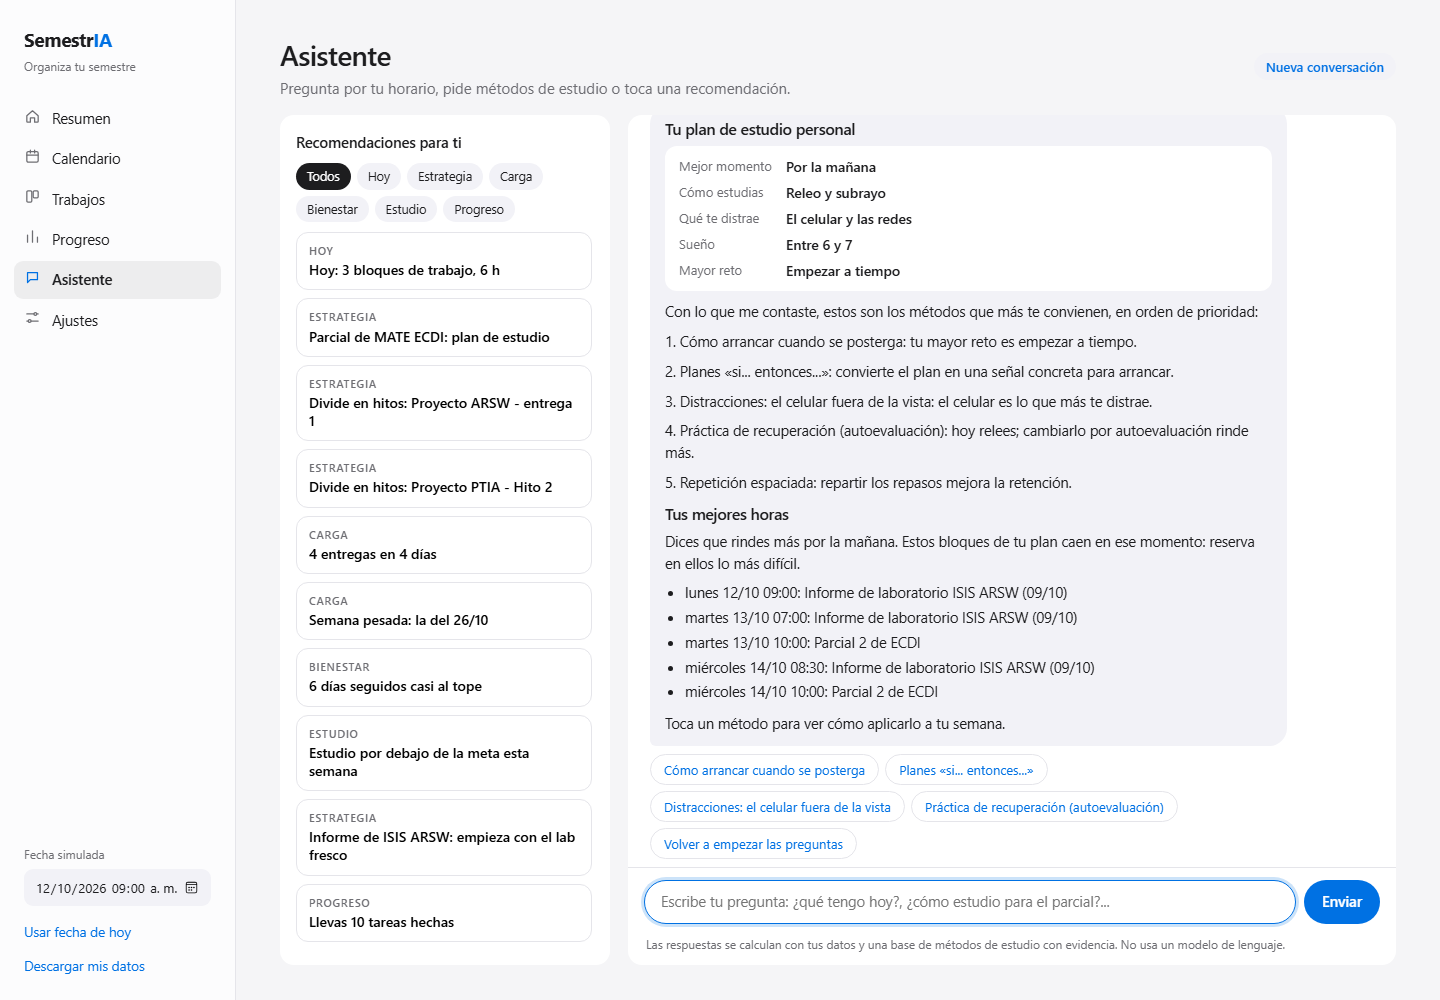 SemestrIA
Organiza tu semestre
Resumen
Calendario
Trabajos
Progreso
Asistente
Ajustes
Fecha simulada
12/10/2026 09:00 a. m.
Usar fecha de hoy
Descargar mis datos
Asistente
Pregunta por tu horario, pide métodos de estudio o toca una recomendación.
Nueva conversación
Recomendaciones para ti
Todos Hoy Estrategia Carga
Bienestar Estudio Progreso
HOY
Hoy: 3 bloques de trabajo, 6 h
ESTRATEGIA
Parcial de MATE ECDI: plan de estudio
ESTRATEGIA
Divide en hitos: Proyecto ARSW - entrega
1
ESTRATEGIA
Divide en hitos: Proyecto PTIA - Hito 2
CARGA
4 entregas en 4 días
CARGA
Semana pesada: la del 26/10
BIENESTAR
6 días seguidos casi al tope
ESTUDIO
Estudio por debajo de la meta esta
semana
ESTRATEGIA
Informe de ISIS ARSW: empieza con el lab
fresco
PROGRESO
Llevas 10 tareas hechas
Tu plan de estudio personal
Mejor momento Por la mañana
Cómo estudias Releo y subrayo
Qué te distrae El celular y las redes
Sueño Entre 6 y 7
Mayor reto Empezar a tiempo
Con lo que me contaste, estos son los métodos que más te convienen, en orden de prioridad:
1. Cómo arrancar cuando se posterga: tu mayor reto es empezar a tiempo.
2. Planes «si... entonces...»: convierte el plan en una señal concreta para arrancar.
3. Distracciones: el celular fuera de la vista: el celular es lo que más te distrae.
4. Práctica de recuperación (autoevaluación): hoy relees; cambiarlo por autoevaluación rinde
más.
5. Repetición espaciada: repartir los repasos mejora la retención.
Tus mejores horas
Dices que rindes más por la mañana. Estos bloques de tu plan caen en ese momento: reserva
en ellos lo más difícil.
• lunes 12/10 09:00: Informe de laboratorio ISIS ARSW (09/10)
• martes 13/10 07:00: Informe de laboratorio ISIS ARSW (09/10)
• martes 13/10 10:00: Parcial 2 de ECDI
• miércoles 14/10 08:30: Informe de laboratorio ISIS ARSW (09/10)
• miércoles 14/10 10:00: Parcial 2 de ECDI
Toca un método para ver cómo aplicarlo a tu semana.
Cómo arrancar cuando se posterga Planes «si... entonces...»
Distracciones: el celular fuera de la vista Práctica de recuperación (autoevaluación)
Volver a empezar las preguntas
Escribe tu pregunta: ¿qué tengo hoy?, ¿cómo estudio para el parcial?...
Enviar
Las respuestas se calculan con tus datos y una base de métodos de estudio con evidencia. No usa un modelo de lenguaje.